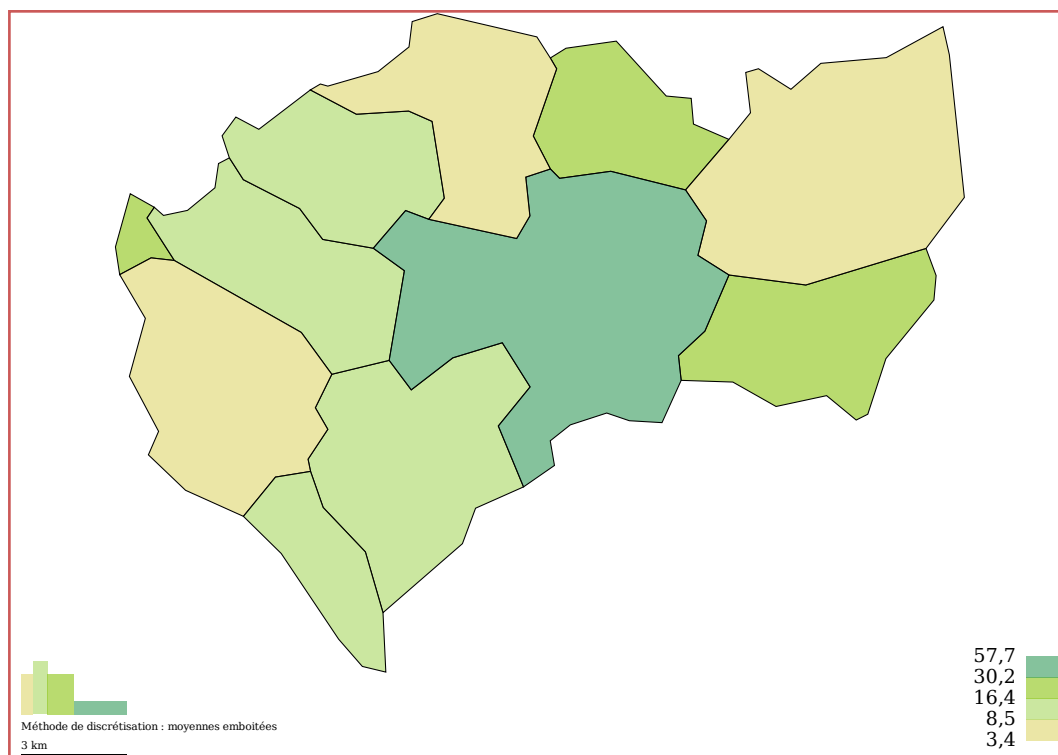 57,7
30,2
16,4
8,5
3,4
Méthode de discrétisation : moyennes emboitées
3 km